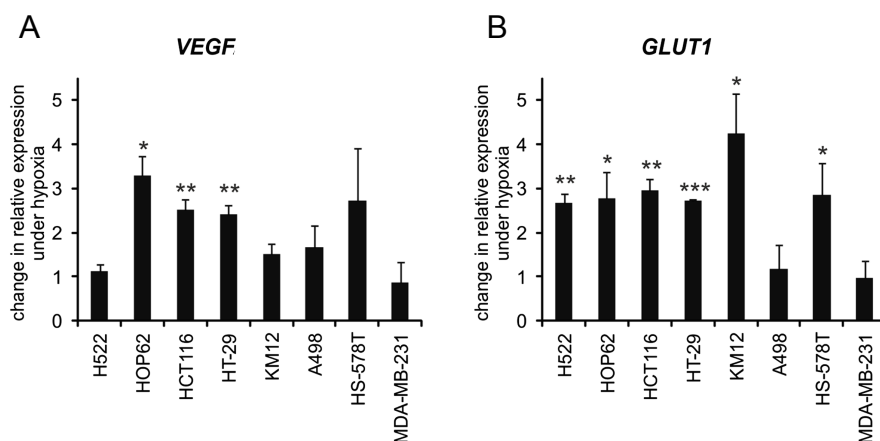 A
VEGF
change in relative expression
under hypoxia
5
4
3
2
1
0
*
**
**
H522
HOP62
HCT116
HT-29
KM12
A498
HS-578T
MDA-MB-231
B
GLUT1
change in relative expression
under hypoxia
5
4
3
2
1
0
**
*
**
***
*
*
H522
HOP62
HCT116
HT-29
KM12
A498
HS-578T
MDA-MB-231